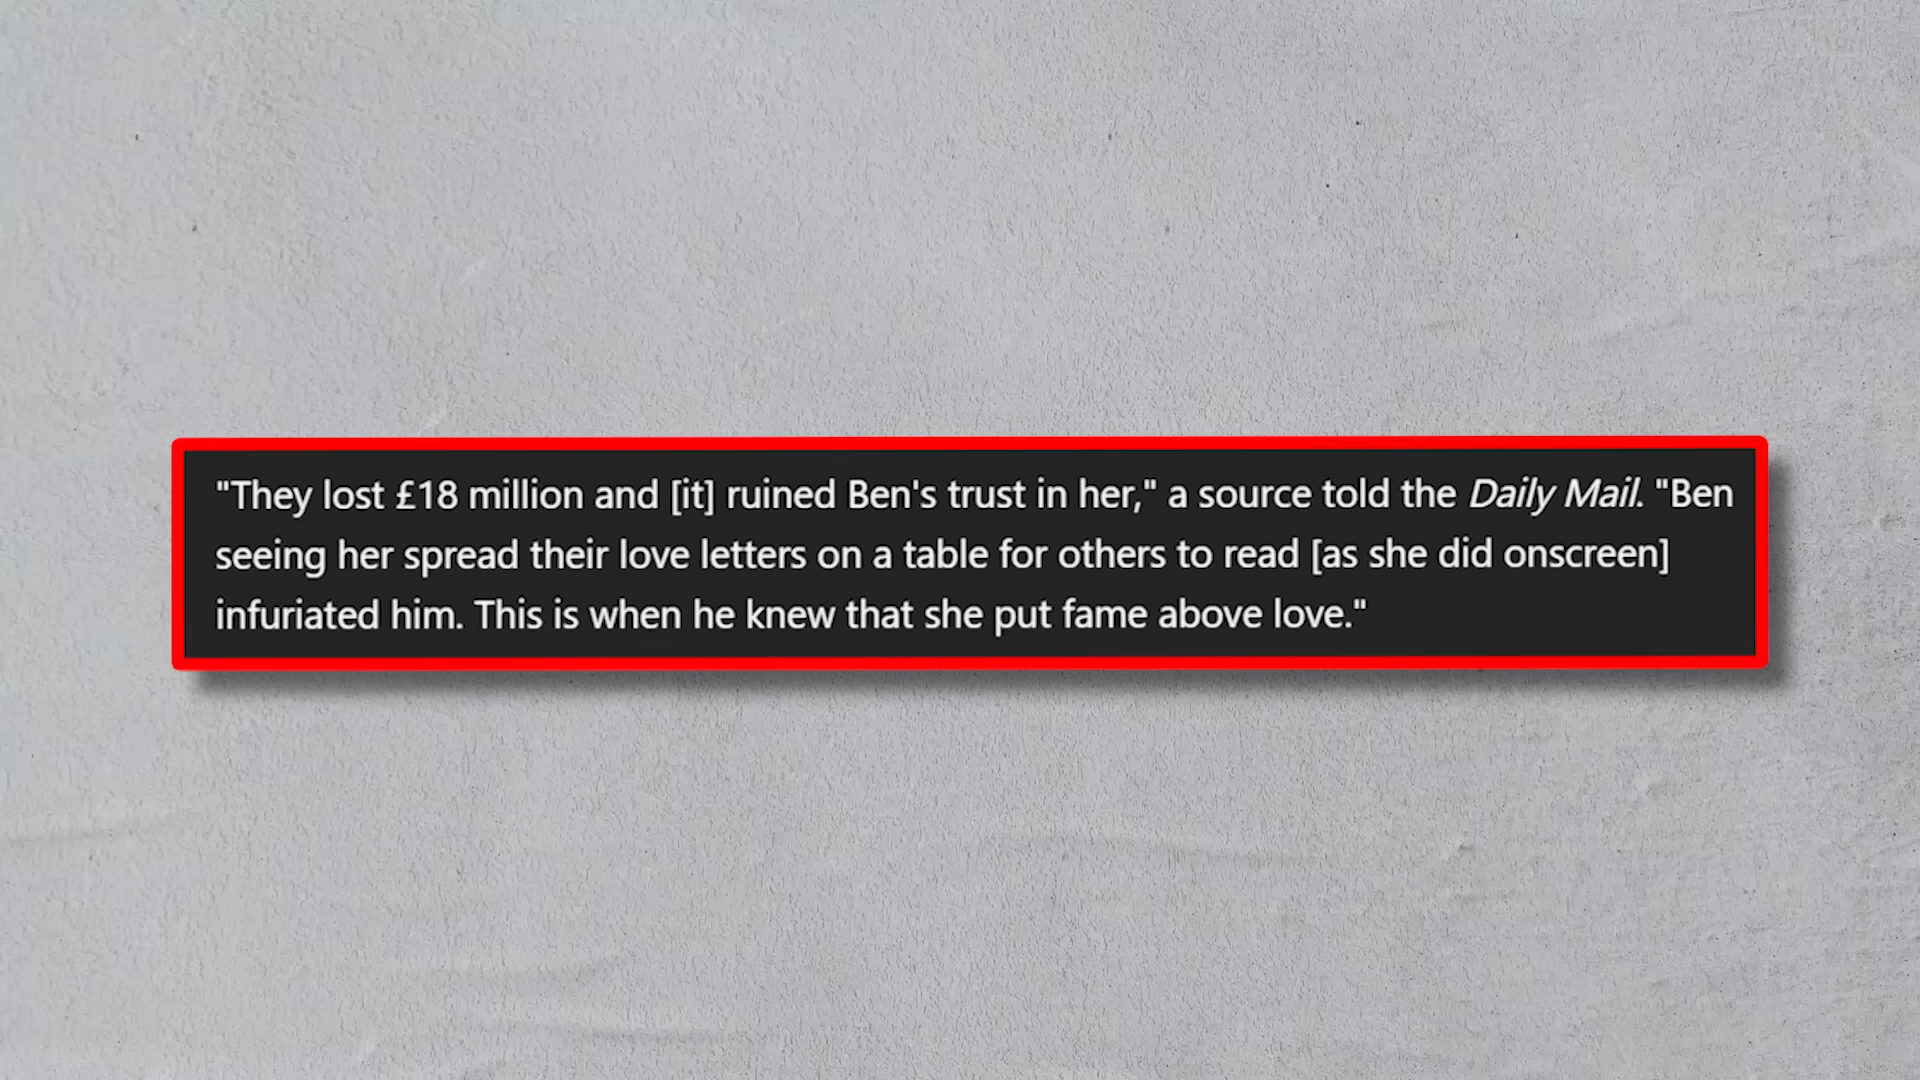 "They lost £18 million and [it] ruined Ben's trust in her," a source told the Daily Mail. "Ben
seeing her spread their love letters on a table for others to read [as she did onscreen]
infuriated him. This is when he knew that she put fame above love."